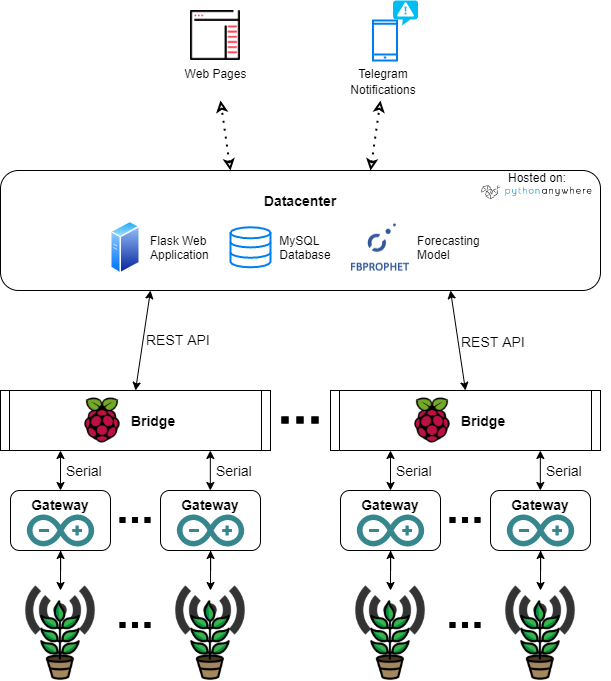 Web Pages
Telegram
Notifications
Hosted on:
pythonanywhere
Datacenter
Flask Web
Application
MySQL
Database
FBPROPHET
Forecasting
Model
REST API
REST API
Bridge
Bridge
Serial
Serial
Serial
Serial
Gateway
Gateway
Gateway
Gateway